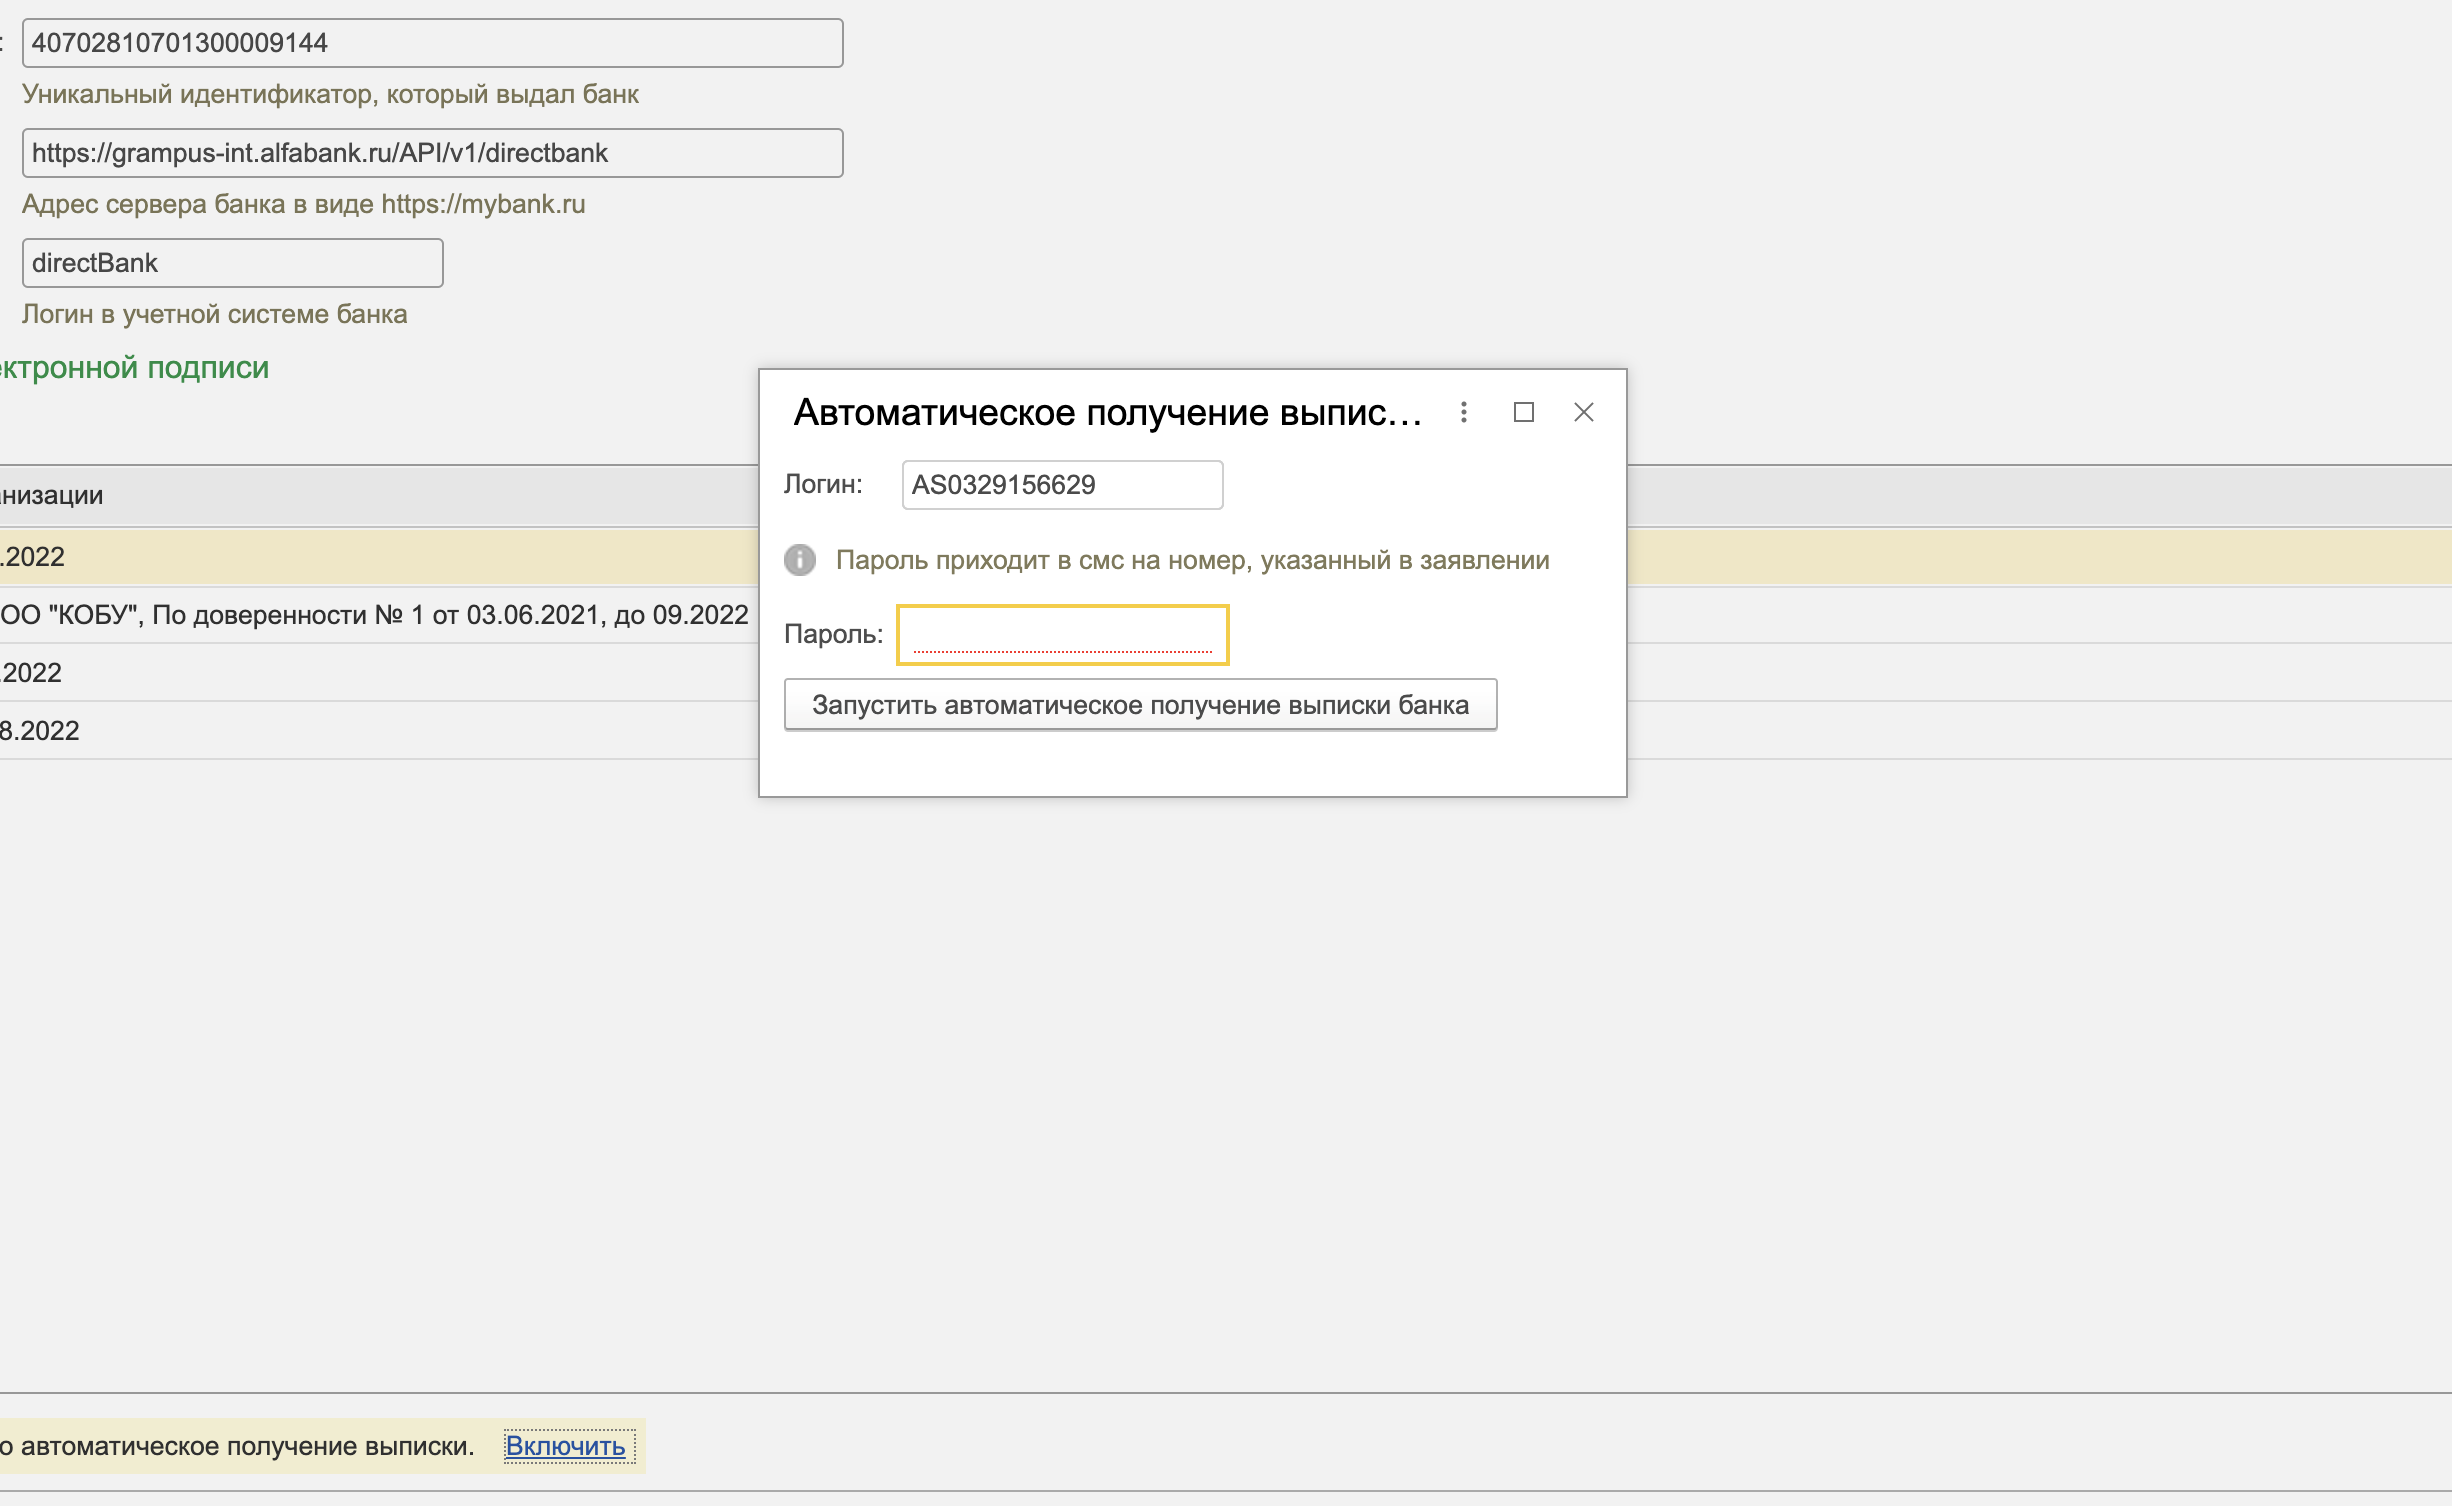 : 40702810701300009144
Уникальный идентификатор, который выдал банк
https://grampus-int.alfabank.ru/API/v1/directbank
Адрес сервера банка в виде https://mybank.ru
directBank
Логин в учетной системе банка
ектронной подписи
Автоматическое получение выпис...
Логин: AS0329156629
Пароль приходит в смс на номер, указанный в заявлении
Пароль:
Запустить автоматическое получение выписки банка
анизации
.2022
ОО "КОБУ", По доверенности № 1 от 03.06.2021, до 09.2022
.2022
8.2022
о автоматическое получение выписки. Включить